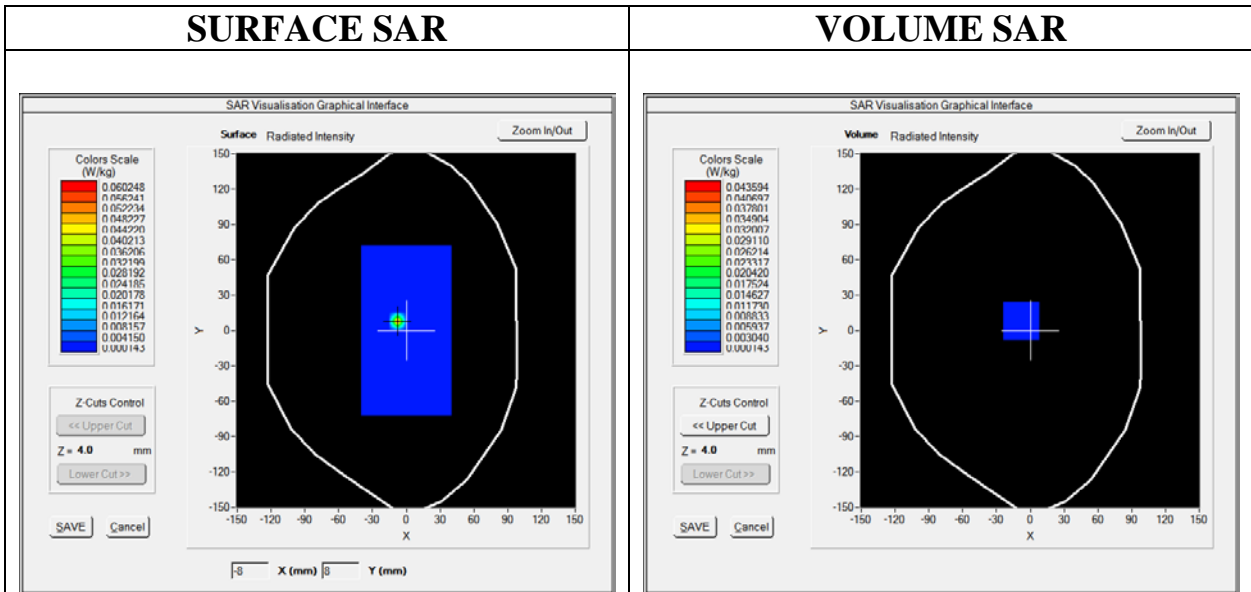 SURFACE SAR
SAR Visualisation Graphical Interface
Surface Radiated Intensity
Zoom In/Out
Colors Scale
(W/kg)
0.060248
0.056241
0.052234
0.048227
0.044220
0.040213
0.036206
0.032199
0.028192
0.024185
0.020178
0.016171
0.012164
0.008157
0.004150
0.000143
Z-Cuts Control
<< Upper Cut
Z = 4.0 mm
Lower Cut >>
SAVE Cancel
150
120
90
60
30
0
-30
-60
-90
-120
-150
Y
-150 -120 -90 -60 -30 0 30 60 90 120 150
X
-8 X (mm) 8 Y (mm)
VOLUME SAR
SAR Visualisation Graphical Interface
Volume Radiated Intensity
Zoom In/Out
Colors Scale
(W/kg)
0.043594
0.040697
0.037801
0.034904
0.032007
0.029110
0.026214
0.023317
0.020420
0.017524
0.014627
0.011730
0.008833
0.005937
0.003040
0.000143
Z-Cuts Control
<< Upper Cut
Z = 4.0 mm
Lower Cut >>
SAVE Cancel
150
120
90
60
30
0
-30
-60
-90
-120
-150
Y
-150 -120 -90 -60 -30 0 30 60 90 120 150
X